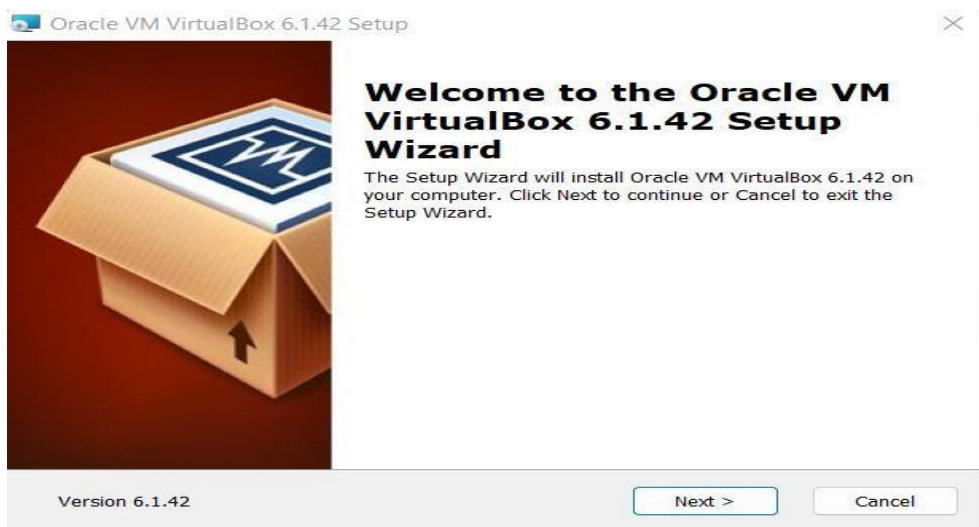 Oracle VM VirtualBox 6.1.42 Setup
Welcome to the Oracle VM
VirtualBox 6.1.42 Setup
Wizard
The Setup Wizard will install Oracle VM VirtualBox 6.1.42 on
your computer. Click Next to continue or Cancel to exit the
Setup Wizard.
Version 6.1.42
Next >
Cancel